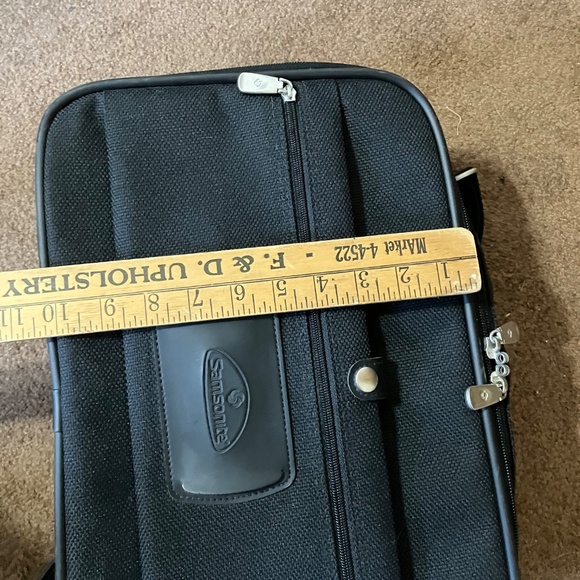 MArket 4-4522 - F. & D. UPHOLSTERY
1 2 3 4 5 6 7 8 9 10 11
Samsonite